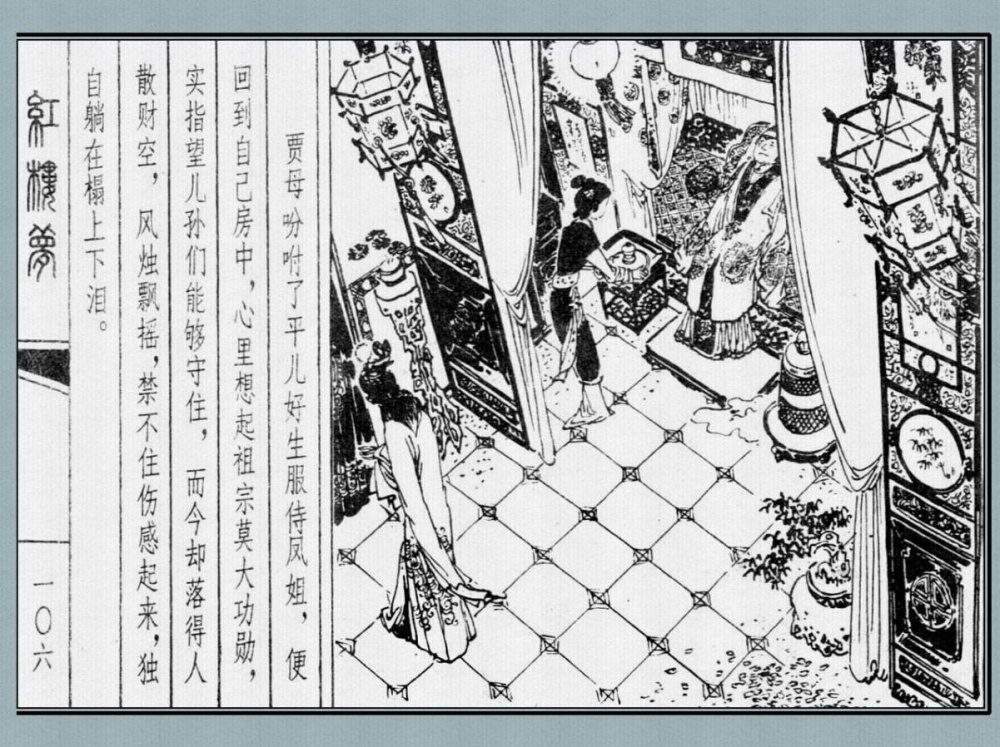 贾母吩咐了平儿好生服侍凤姐，便
回到自己房中，心里想起祖宗莫大功勋，
实指望儿孙们能够守住，而今却落得人
散财空，风烛飘摇，禁不住伤感起来，独
自躺在榻上下泪。
紅樓夢
一〇六